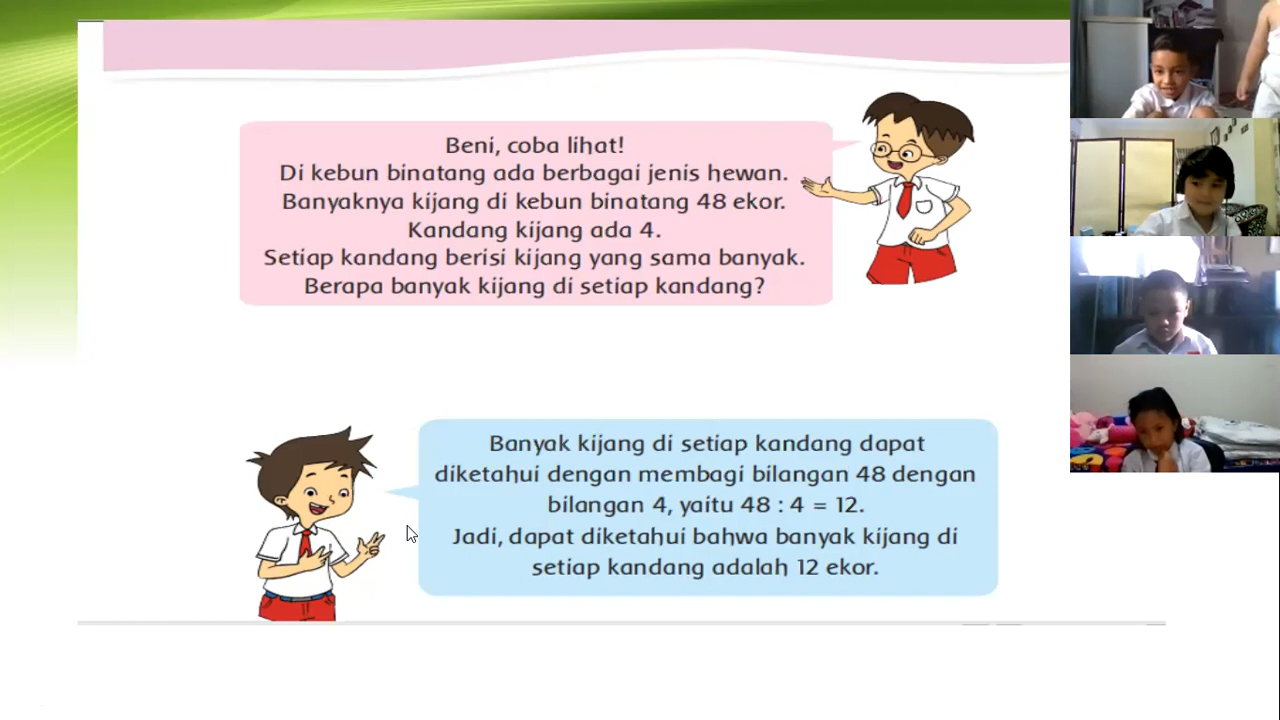 Beni, coba lihat!
Di kebun binatang ada berbagai jenis hewan.
Banyaknya kijang di kebun binatang 48 ekor.
Kandang kijang ada 4.
Setiap kandang berisi kijang yang sama banyak.
Berapa banyak kijang di setiap kandang?
Banyak kijang di setiap kandang dapat
diketahui dengan membagi bilangan 48 dengan
bilangan 4, yaitu 48 : 4 = 12.
Jadi, dapat diketahui bahwa banyak kijang di
setiap kandang adalah 12 ekor.